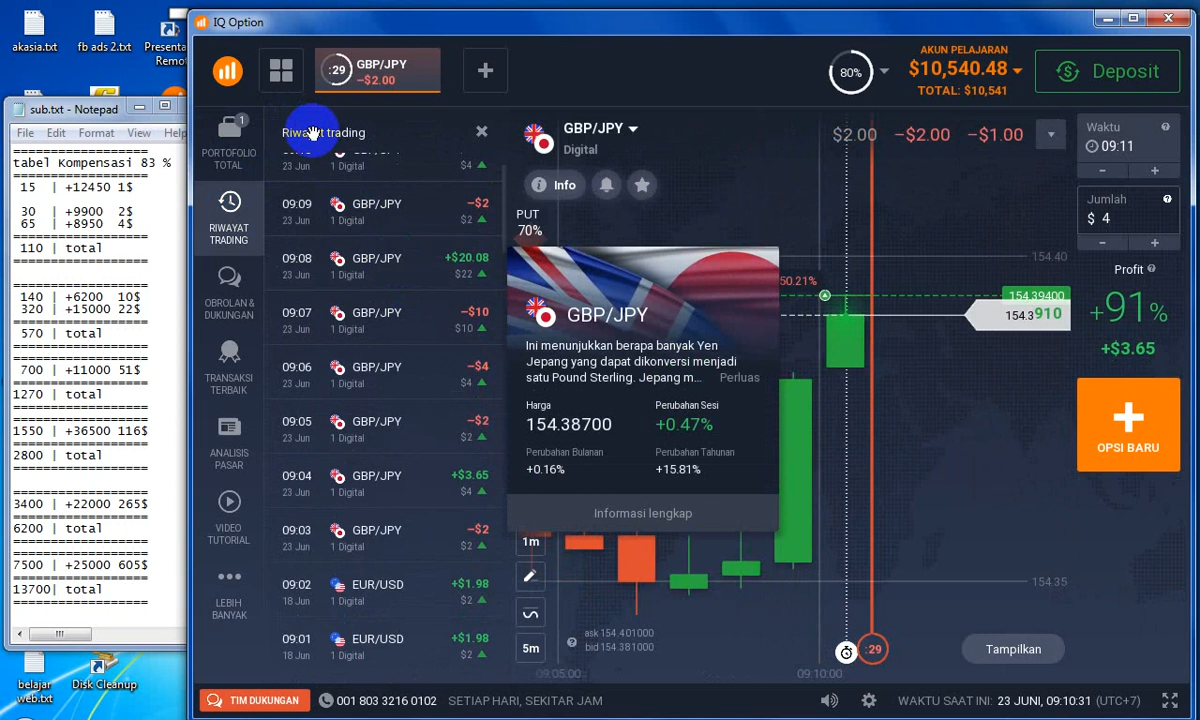 akasia.txt
fb ads 2.txt
Presenta
Remot
IQ Option
:29
GBP/JPY
−$2.00
80%
AKUN PELAJARAN
$10,540.48
TOTAL: $10,541
Deposit
sub.txt - Notepad
File Edit Format View Help
==================
tabel Kompensasi 83 %
==================
15 | +12450 1$
30 | +9900 2$
65 | +8950 4$
==================
110 | total
==================
==================
140 | +6200 10$
320 | +15000 22$
==================
570 | total
==================
700 | +11000 51$
==================
1270 | total
==================
1550 | +36500 116$
==================
2800 | total
==================
==================
3400 | +22000 265$
==================
6200 | total
==================
==================
7500 | +25000 605$
==================
13700| total
==================
belajar
web.txt
Disk Cleanup
1
PORTOFOLIO
TOTAL
RIWAYAT
TRADING
OBROLAN &
DUKUNGAN
TRANSAKSI
TERBAIK
ANALISIS
PASAR
VIDEO
TUTORIAL
LEBIH
BANYAK
Riwayat trading
23 Jun 1 Digital $4
09:09 GBP/JPY −$2
23 Jun 1 Digital $2
09:08 GBP/JPY +$20.08
23 Jun 1 Digital $22
09:07 GBP/JPY −$10
23 Jun 1 Digital $10
09:06 GBP/JPY −$4
23 Jun 1 Digital $4
09:05 GBP/JPY −$2
23 Jun 1 Digital $2
09:04 GBP/JPY +$3.65
23 Jun 1 Digital $4
09:03 GBP/JPY −$2
23 Jun 1 Digital $2
09:02 EUR/USD +$1.98
18 Jun 1 Digital $2
09:01 EUR/USD +$1.98
18 Jun 1 Digital $2
GBP/JPY
Digital
Info
$2.00 −$2.00 −$1.00
PUT
70%
50.21%
154.40
154.39400
154.3910
154.35
GBP/JPY
Ini menunjukkan berapa banyak Yen
Jepang yang dapat dikonversi menjadi
satu Pound Sterling. Jepang m... Perluas
Harga Perubahan Sesi
154.38700 +0.47%
Perubahan Bulanan Perubahan Tahunan
+0.16% +15.81%
Informasi lengkap
1m
5m
ask 154.401000
bid 154.381000
09:05:00
09:10:00
:29
Tampilkan
Waktu
09:11
− +
Jumlah
$ 4
− +
Profit
+91%
+$3.65
OPSI BARU
TIM DUKUNGAN
001 803 3216 0102 SETIAP HARI, SEKITAR JAM
WAKTU SAAT INI: 23 JUNI, 09:10:31 (UTC+7)